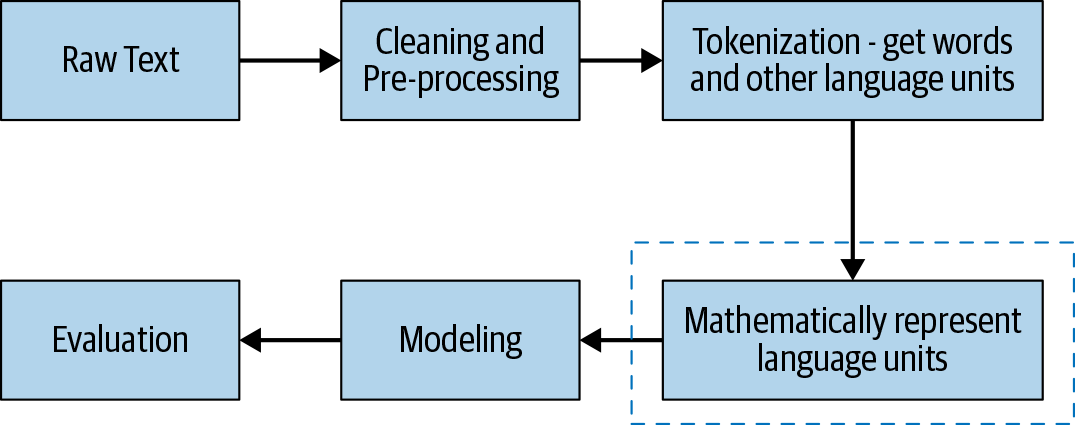 Raw Text
Cleaning and
Pre-processing
Tokenization - get words
and other language units
Mathematically represent
language units
Modeling
Evaluation